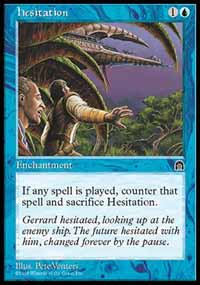 Hesitation 1
Enchantment
If any spell is played, counter that
spell and sacrifice Hesitation.
Gerrard hesitated, looking up at the
enemy ship. The future hesitated with
him, changed forever by the pause.
Illus. Pete Venters